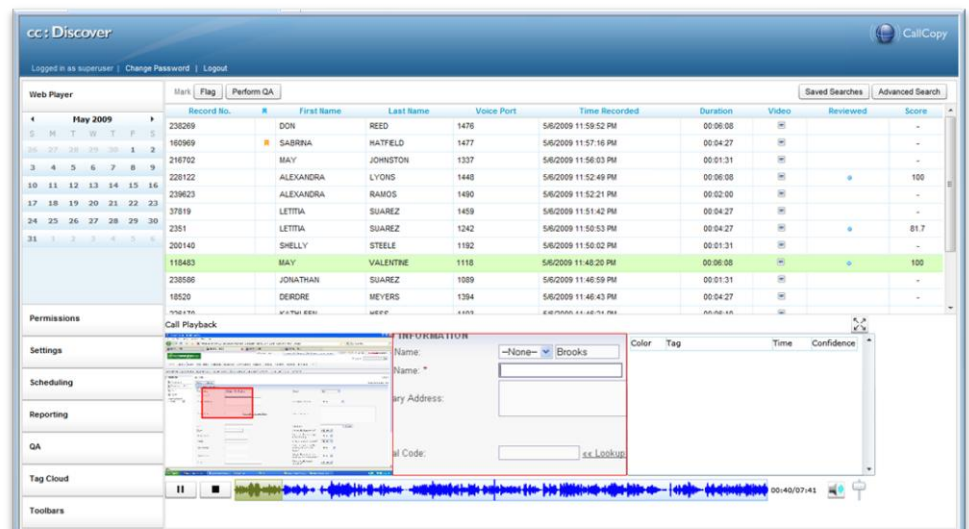 cc: Discover
CallCopy
Logged in as superuser | Change Password | Logout
Web Player
Mark Flag Perform QA Saved Searches Advanced Search
May 2009
S M T W T F S
26 27 28 29 30 1 2
3 4 5 6 7 8 9
10 11 12 13 14 15 16
17 18 19 20 21 22 23
24 25 26 27 28 29 30
31 1 2 3 4 5 6
Record No. First Name Last Name Voice Port Time Recorded Duration Video Reviewed Score
238269 DON REED 1476 5/6/2009 11:59:52 PM 00:06:08 -
160969 SABRINA HATFIELD 1477 5/6/2009 11:57:16 PM 00:04:27 -
216702 MAY JOHNSTON 1337 5/6/2009 11:56:03 PM 00:01:31 -
228122 ALEXANDRA LYONS 1448 5/6/2009 11:52:49 PM 00:06:08 100
239623 ALEXANDRA RAMOS 1490 5/6/2009 11:52:21 PM 00:02:00 -
37819 LETITIA SUAREZ 1459 5/6/2009 11:51:42 PM 00:04:27 -
2351 LETITIA SUAREZ 1242 5/6/2009 11:50:53 PM 00:04:27 81.7
200140 SHELLY STEELE 1192 5/6/2009 11:50:02 PM 00:01:31 -
118483 MAY VALENTINE 1118 5/6/2009 11:48:20 PM 00:06:08 100
238586 JONATHAN SUAREZ 1089 5/6/2009 11:46:59 PM 00:01:31 -
18520 DEIRDRE MEYERS 1394 5/6/2009 11:46:43 PM 00:04:27 -
Permissions
Settings
Scheduling
Reporting
QA
Tag Cloud
Toolbars
Call Playback
INFORMATION
Name: --None-- Brooks
Name: *
ary Address:
al Code: << Lookup
Color Tag Time Confidence
00:40/07:41